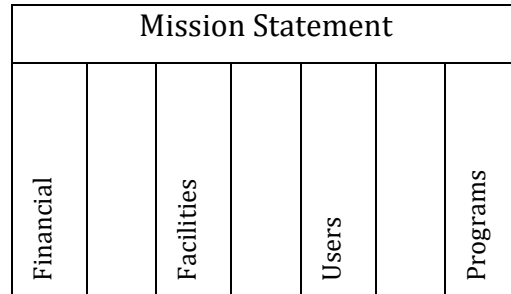 Mission Statement
Financial
Facilities
Users
Programs